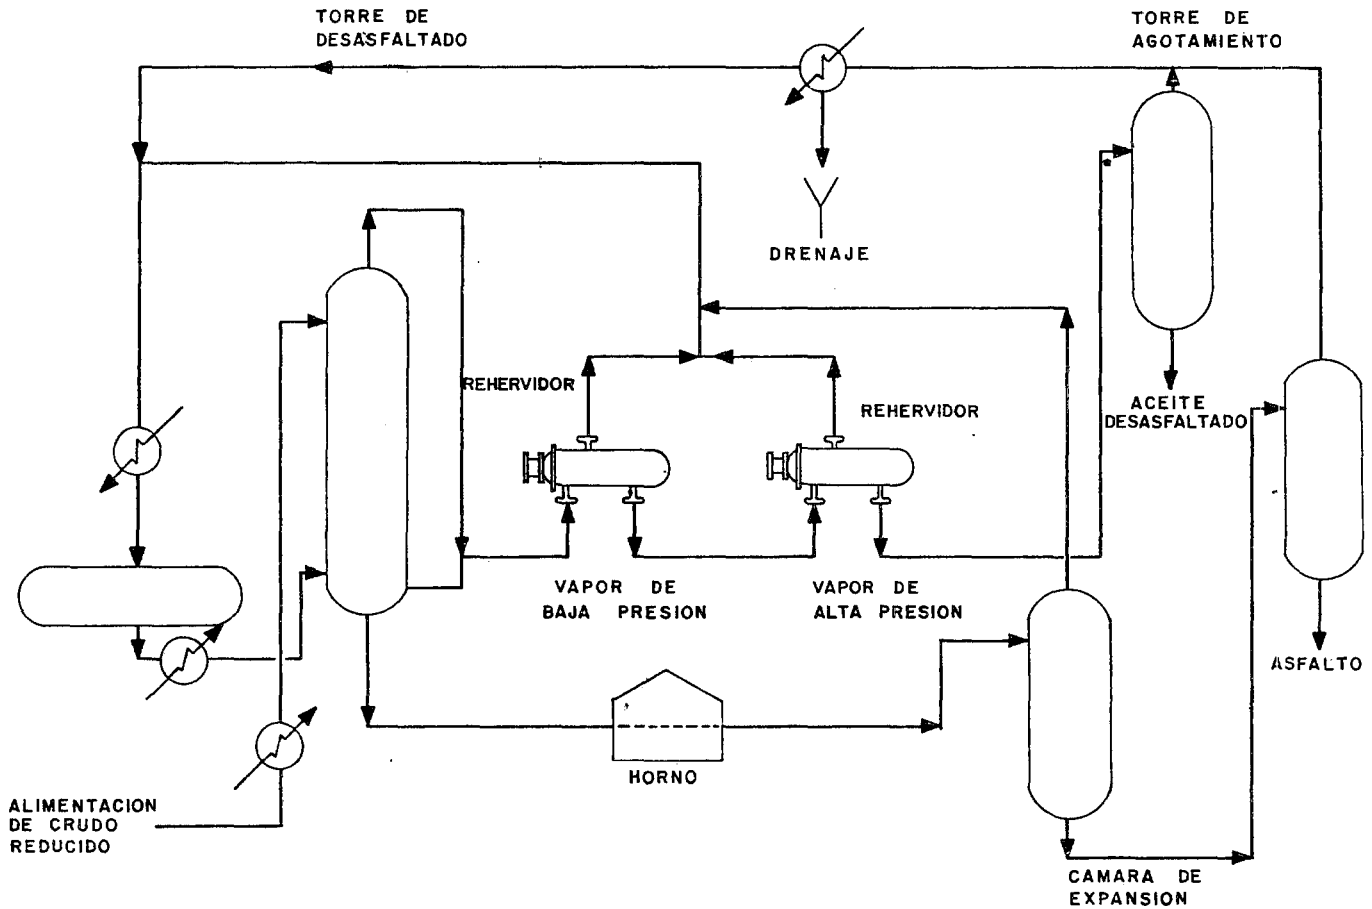 TORRE DE
DESASFALTADO
TORRE DE
AGOTAMIENTO
DRENAJE
REHERVIDOR
REHERVIDOR
ACEITE
DESASFALTADO
VAPOR DE
BAJA PRESION
VAPOR DE
ALTA PRESION
ASFALTO
HORNO
ALIMENTACION
DE CRUDO
REDUCIDO
CAMARA DE
EXPANSION